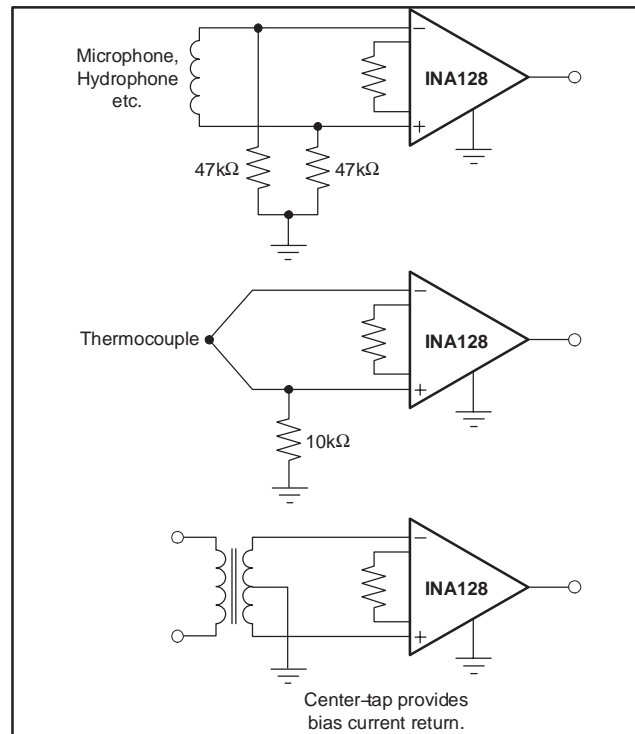 Microphone,
Hydrophone
etc.
−
INA128
+
47kΩ
47kΩ
Thermocouple
−
INA128
+
10kΩ
−
INA128
+
Center-tap provides
bias current return.